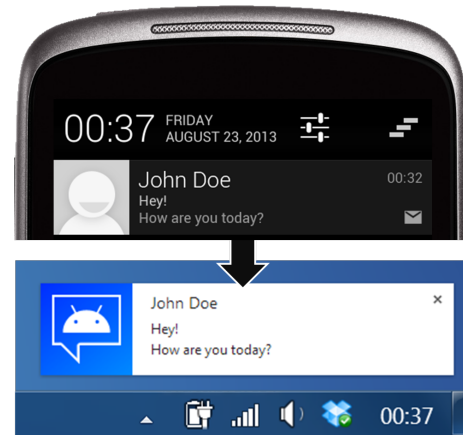 00:37 FRIDAY
AUGUST 23, 2013
John Doe 00:32
Hey!
How are you today?
John Doe ×
Hey!
How are you today?
00:37